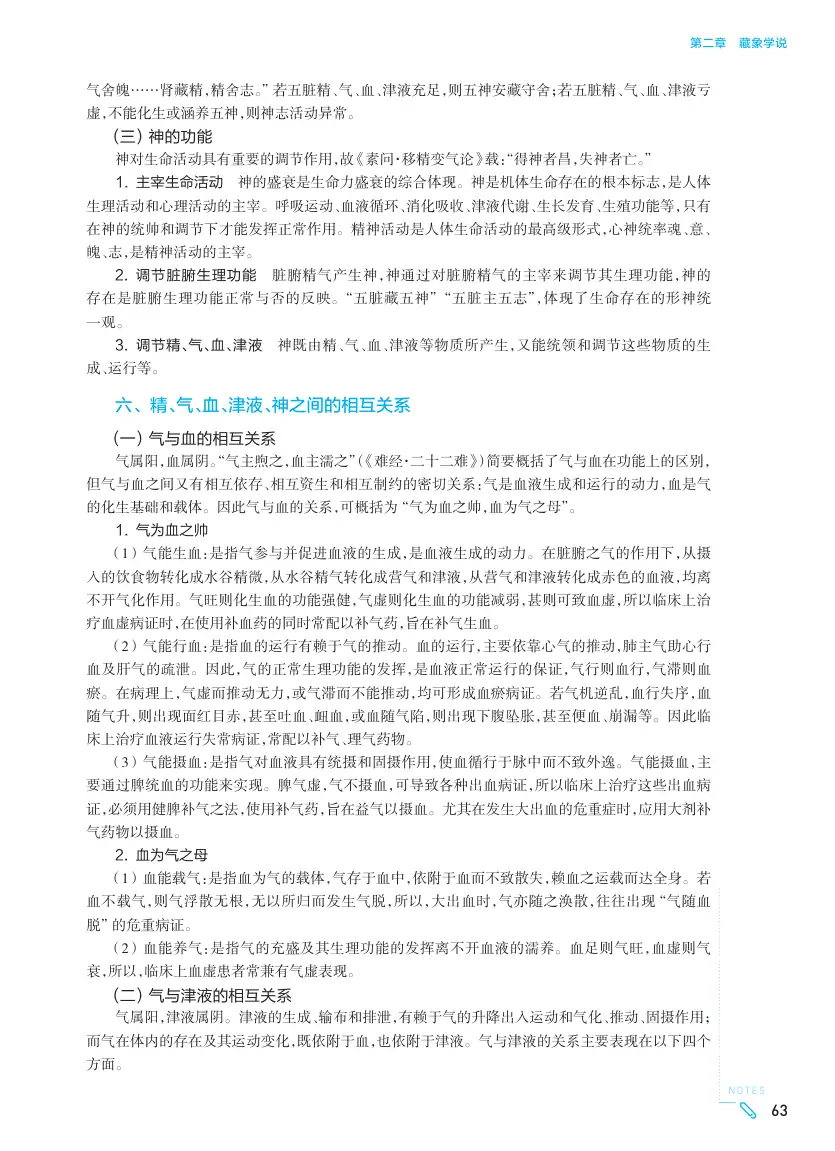 第二章　藏象学说
气舍魄……肾藏精,精舍志。”若五脏精、气、血、津液充足,则五神安藏守舍;若五脏精、气、血、津液亏
虚,不能化生或涵养五神,则神志活动异常。
（三）神的功能
神对生命活动具有重要的调节作用,故《素问·移精变气论》载:“得神者昌,失神者亡。”
1. 主宰生命活动　神的盛衰是生命力盛衰的综合体现。神是机体生命存在的根本标志,是人体
生理活动和心理活动的主宰。呼吸运动、血液循环、消化吸收、津液代谢、生长发育、生殖功能等,只有
在神的统帅和调节下才能发挥正常作用。精神活动是人体生命活动的最高级形式,心神统率魂、意、
魄、志,是精神活动的主宰。
2. 调节脏腑生理功能　脏腑精气产生神,神通过对脏腑精气的主宰来调节其生理功能,神的
存在是脏腑生理功能正常与否的反映。“五脏藏五神”“五脏主五志”,体现了生命存在的形神统
一观。
3. 调节精、气、血、津液　神既由精、气、血、津液等物质所产生,又能统领和调节这些物质的生
成、运行等。
六、精、气、血、津液、神之间的相互关系
（一）气与血的相互关系
气属阳,血属阴。“气主煦之,血主濡之”(《难经·二十二难》)简要概括了气与血在功能上的区别,
但气与血之间又有相互依存、相互资生和相互制约的密切关系:气是血液生成和运行的动力,血是气
的化生基础和载体。因此气与血的关系,可概括为“气为血之帅,血为气之母”。
1. 气为血之帅
（1）气能生血:是指气参与并促进血液的生成,是血液生成的动力。在脏腑之气的作用下,从摄
入的饮食物转化成水谷精微,从水谷精气转化成营气和津液,从营气和津液转化成赤色的血液,均离
不开气化作用。气旺则化生血的功能强健,气虚则化生血的功能减弱,甚则可致血虚,所以临床上治
疗血虚病证时,在使用补血药的同时常配以补气药,旨在补气生血。
（2）气能行血:是指血的运行有赖于气的推动。血的运行,主要依靠心气的推动,肺主气助心行
血及肝气的疏泄。因此,气的正常生理功能的发挥,是血液正常运行的保证,气行则血行,气滞则血
瘀。在病理上,气虚而推动无力,或气滞而不能推动,均可形成血瘀病证。若气机逆乱,血行失序,血
随气升,则出现面红目赤,甚至吐血、衄血,或血随气陷,则出现下腹坠胀,甚至便血、崩漏等。因此临
床上治疗血液运行失常病证,常配以补气、理气药物。
（3）气能摄血:是指气对血液具有统摄和固摄作用,使血循行于脉中而不致外逸。气能摄血,主
要通过脾统血的功能来实现。脾气虚,气不摄血,可导致各种出血病证,所以临床上治疗这些出血病
证,必须用健脾补气之法,使用补气药,旨在益气以摄血。尤其在发生大出血的危重症时,应用大剂补
气药物以摄血。
2. 血为气之母
（1）血能载气:是指血为气的载体,气存于血中,依附于血而不致散失,赖血之运载而达全身。若
血不载气,则气浮散无根,无以所归而发生气脱,所以,大出血时,气亦随之涣散,往往出现“气随血
脱”的危重病证。
（2）血能养气:是指气的充盛及其生理功能的发挥离不开血液的濡养。血足则气旺,血虚则气
衰,所以,临床上血虚患者常兼有气虚表现。
（二）气与津液的相互关系
气属阳,津液属阴。津液的生成、输布和排泄,有赖于气的升降出入运动和气化、推动、固摄作用;
而气在体内的存在及其运动变化,既依附于血,也依附于津液。气与津液的关系主要表现在以下四个
方面。
NOTES
63